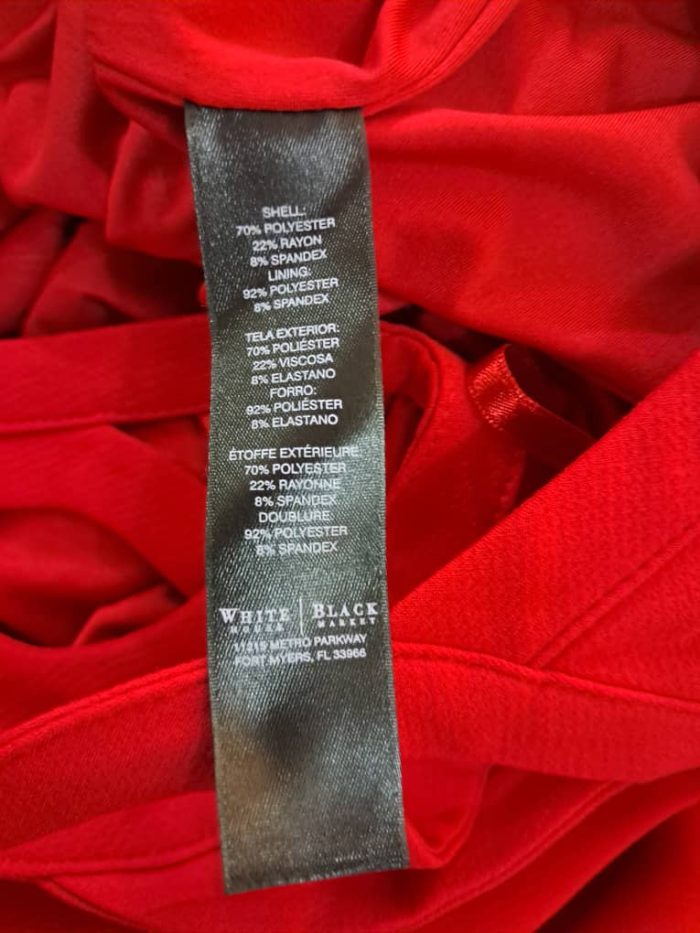 SHELL:
70% POLYESTER
22% RAYON
8% SPANDEX
LINING:
92% POLYESTER
8% SPANDEX
TELA EXTERIOR:
70% POLIÉSTER
22% VISCOSA
8% ELASTANO
FORRO:
92% POLIÉSTER
8% ELASTANO
ÉTOFFE EXTÉRIEURE:
70% POLYESTER
22% RAYONNE
8% SPANDEX
DOUBLURE:
92% POLYESTER
8% SPANDEX
WHITE | BLACK
HOUSE MARKET
11215 METRO PARKWAY
FORT MYERS, FL 33966